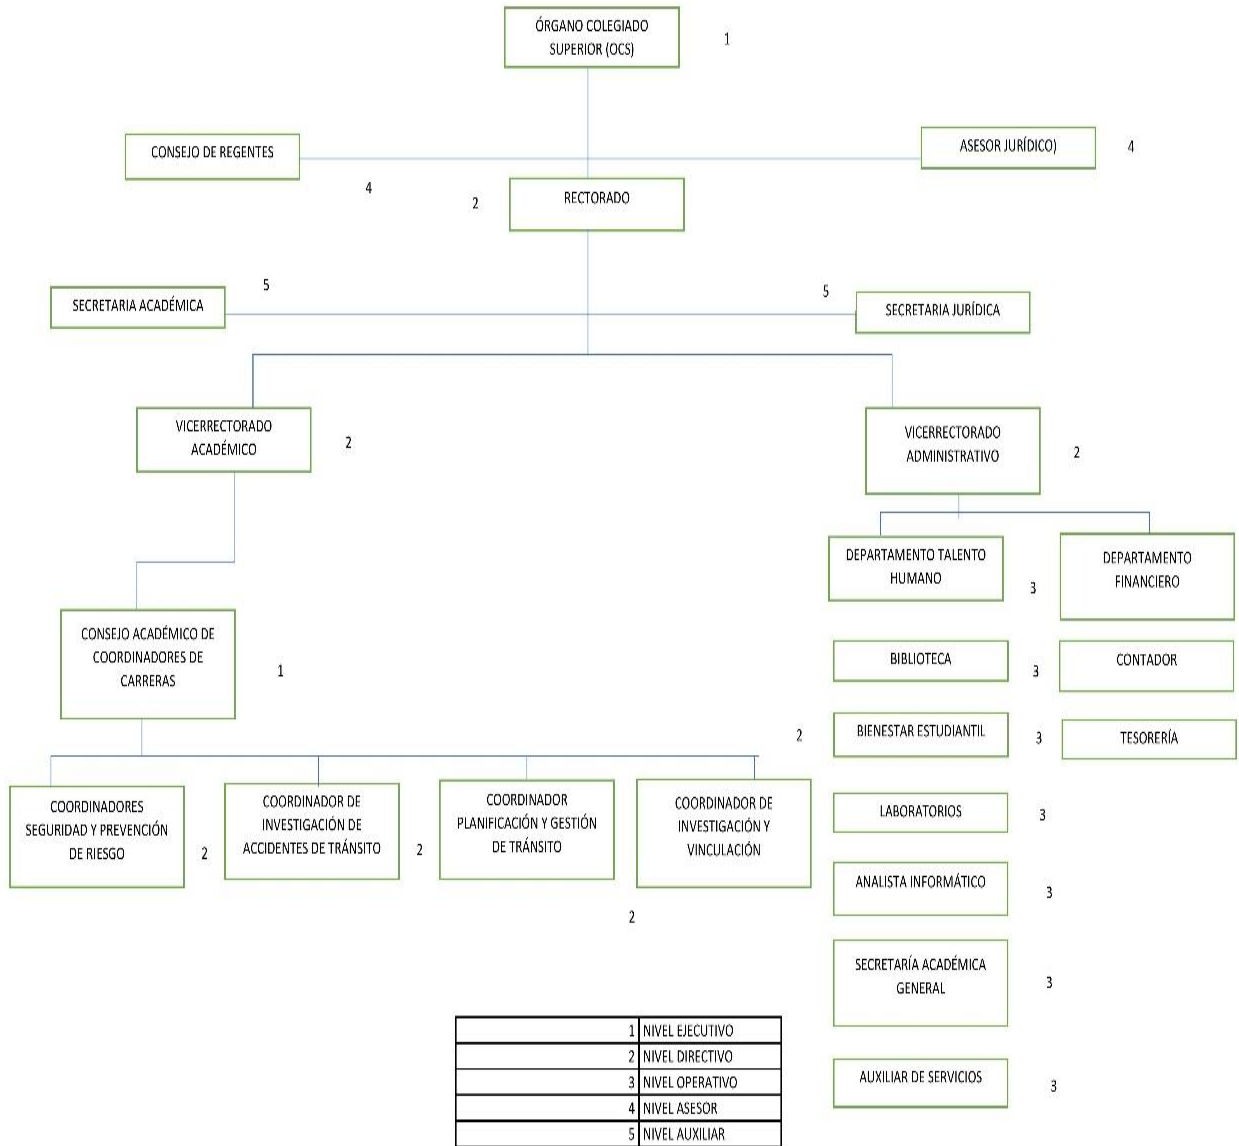 ÓRGANO COLEGIADO
SUPERIOR (OCS)
1
CONSEJO DE REGENTES
4
ASESOR JURÍDICO)
4
2
RECTORADO
SECRETARIA ACADÉMICA
5
5
SECRETARIA JURÍDICA
VICERRECTORADO
ACADÉMICO
2
VICERRECTORADO
ADMINISTRATIVO
2
DEPARTAMENTO TALENTO
HUMANO
3
DEPARTAMENTO
FINANCIERO
CONSEJO ACADÉMICO DE
COORDINADORES DE
CARRERAS
1
BIBLIOTECA
3
CONTADOR
2
BIENESTAR ESTUDIANTIL
3
TESORERÍA
COORDINADORES
SEGURIDAD Y PREVENCIÓN
DE RIESGO
2
COORDINADOR DE
INVESTIGACIÓN DE
ACCIDENTES DE TRÁNSITO
2
COORDINADOR
PLANIFICACIÓN Y GESTIÓN
DE TRÁNSITO
2
COORDINADOR DE
INVESTIGACIÓN Y
VINCULACIÓN
LABORATORIOS
3
ANALISTA INFORMÁTICO
3
SECRETARÍA ACADÉMICA
GENERAL
3
AUXILIAR DE SERVICIOS
3
1 NIVEL EJECUTIVO
2 NIVEL DIRECTIVO
3 NIVEL OPERATIVO
4 NIVEL ASESOR
5 NIVEL AUXILIAR